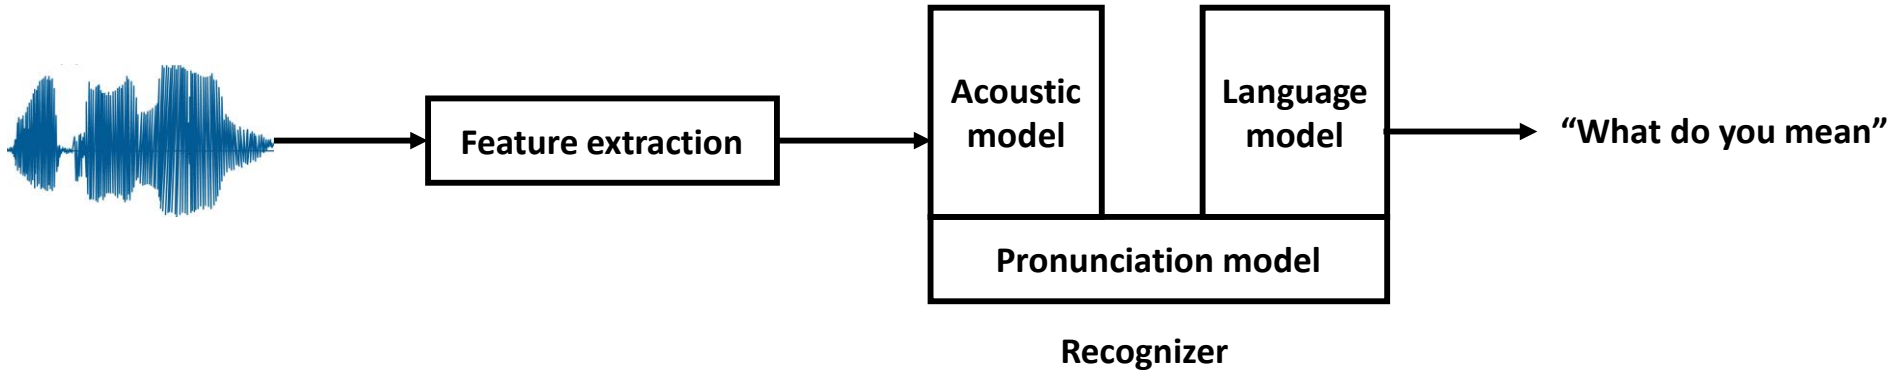 Feature extraction
Acoustic
model
Language
model
Pronunciation model
Recognizer
“What do you mean”